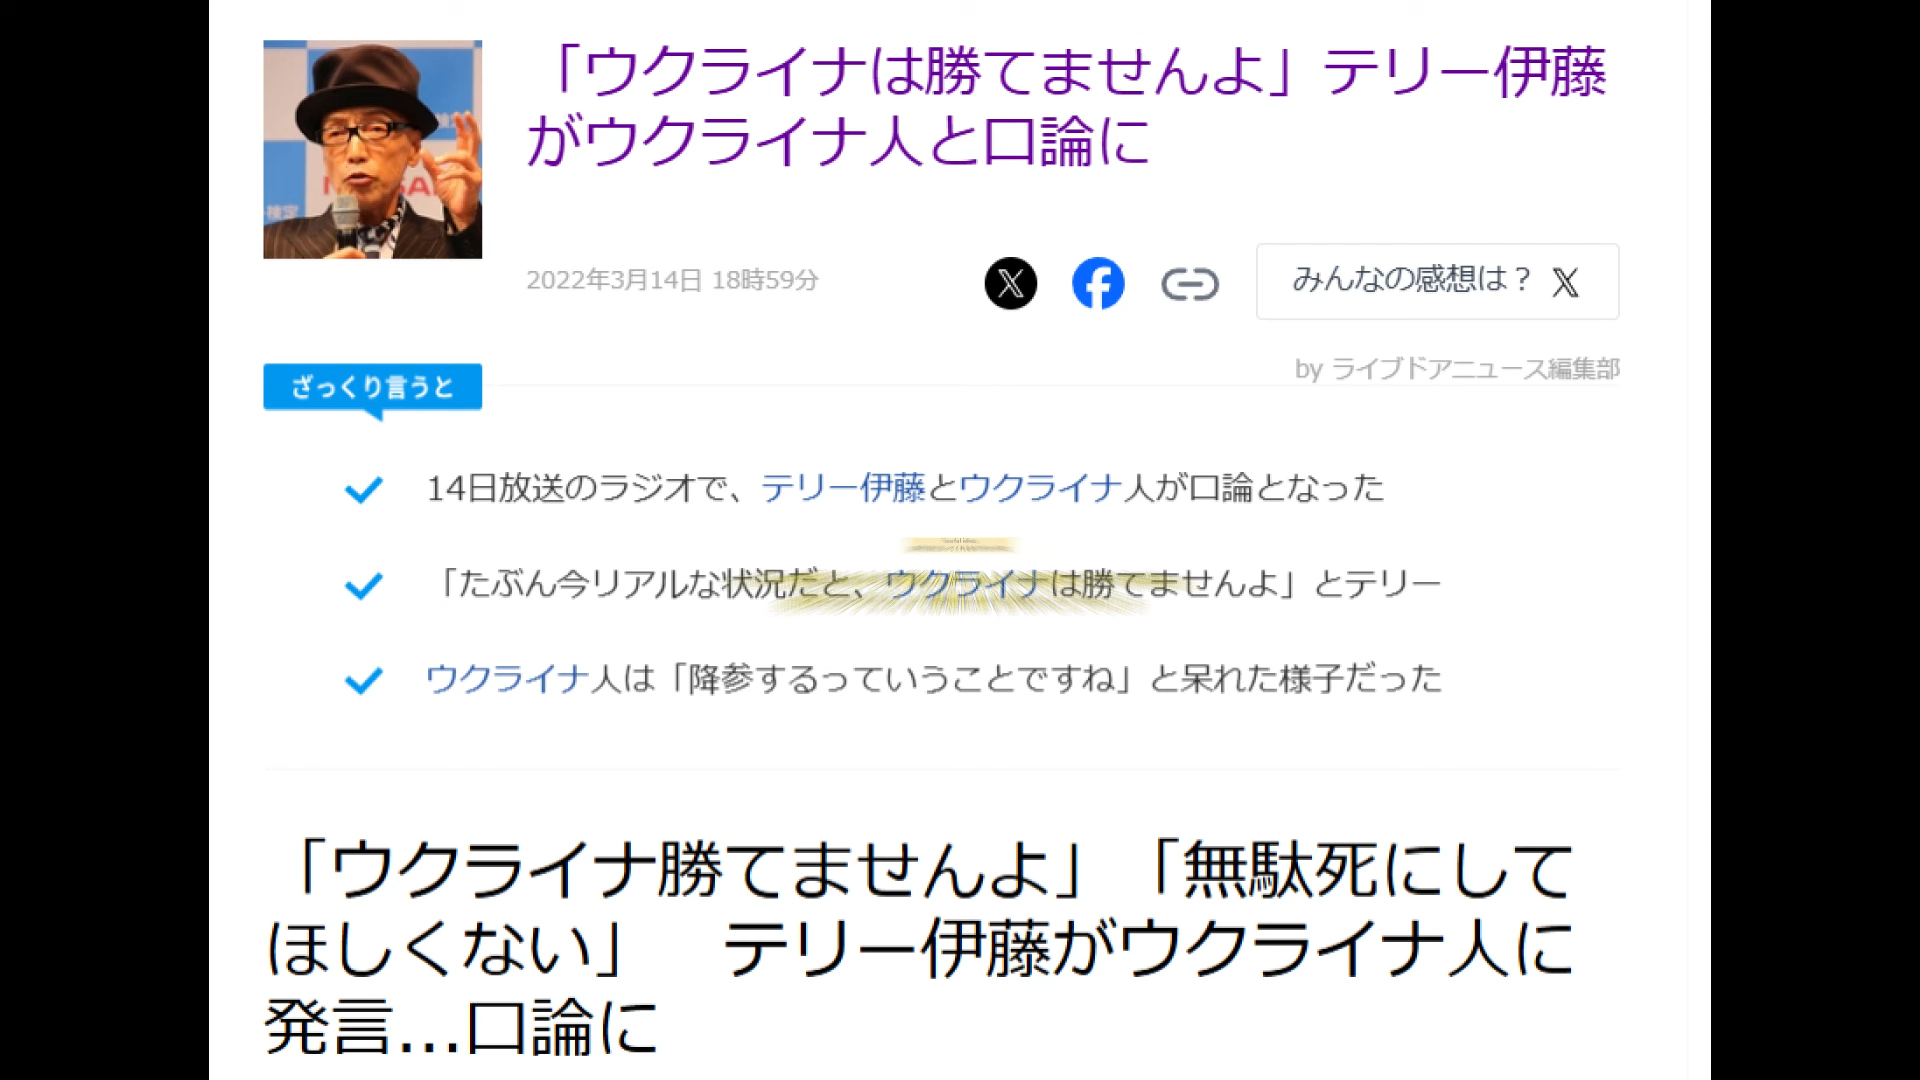 「ウクライナは勝てませんよ」テリー伊藤
がウクライナ人と口論に
2022年3月14日 18時59分
みんなの感想は？
by ライブドアニュース編集部
ざっくり言うと
14日放送のラジオで、テリー伊藤とウクライナ人が口論となった
「たぶん今リアルな状況だと、ウクライナは勝てませんよ」とテリー
ウクライナ人は「降参するっていうことですね」と呆れた様子だった
「ウクライナ勝てませんよ」「無駄死にして
ほしくない」　テリー伊藤がウクライナ人に
発言…口論に